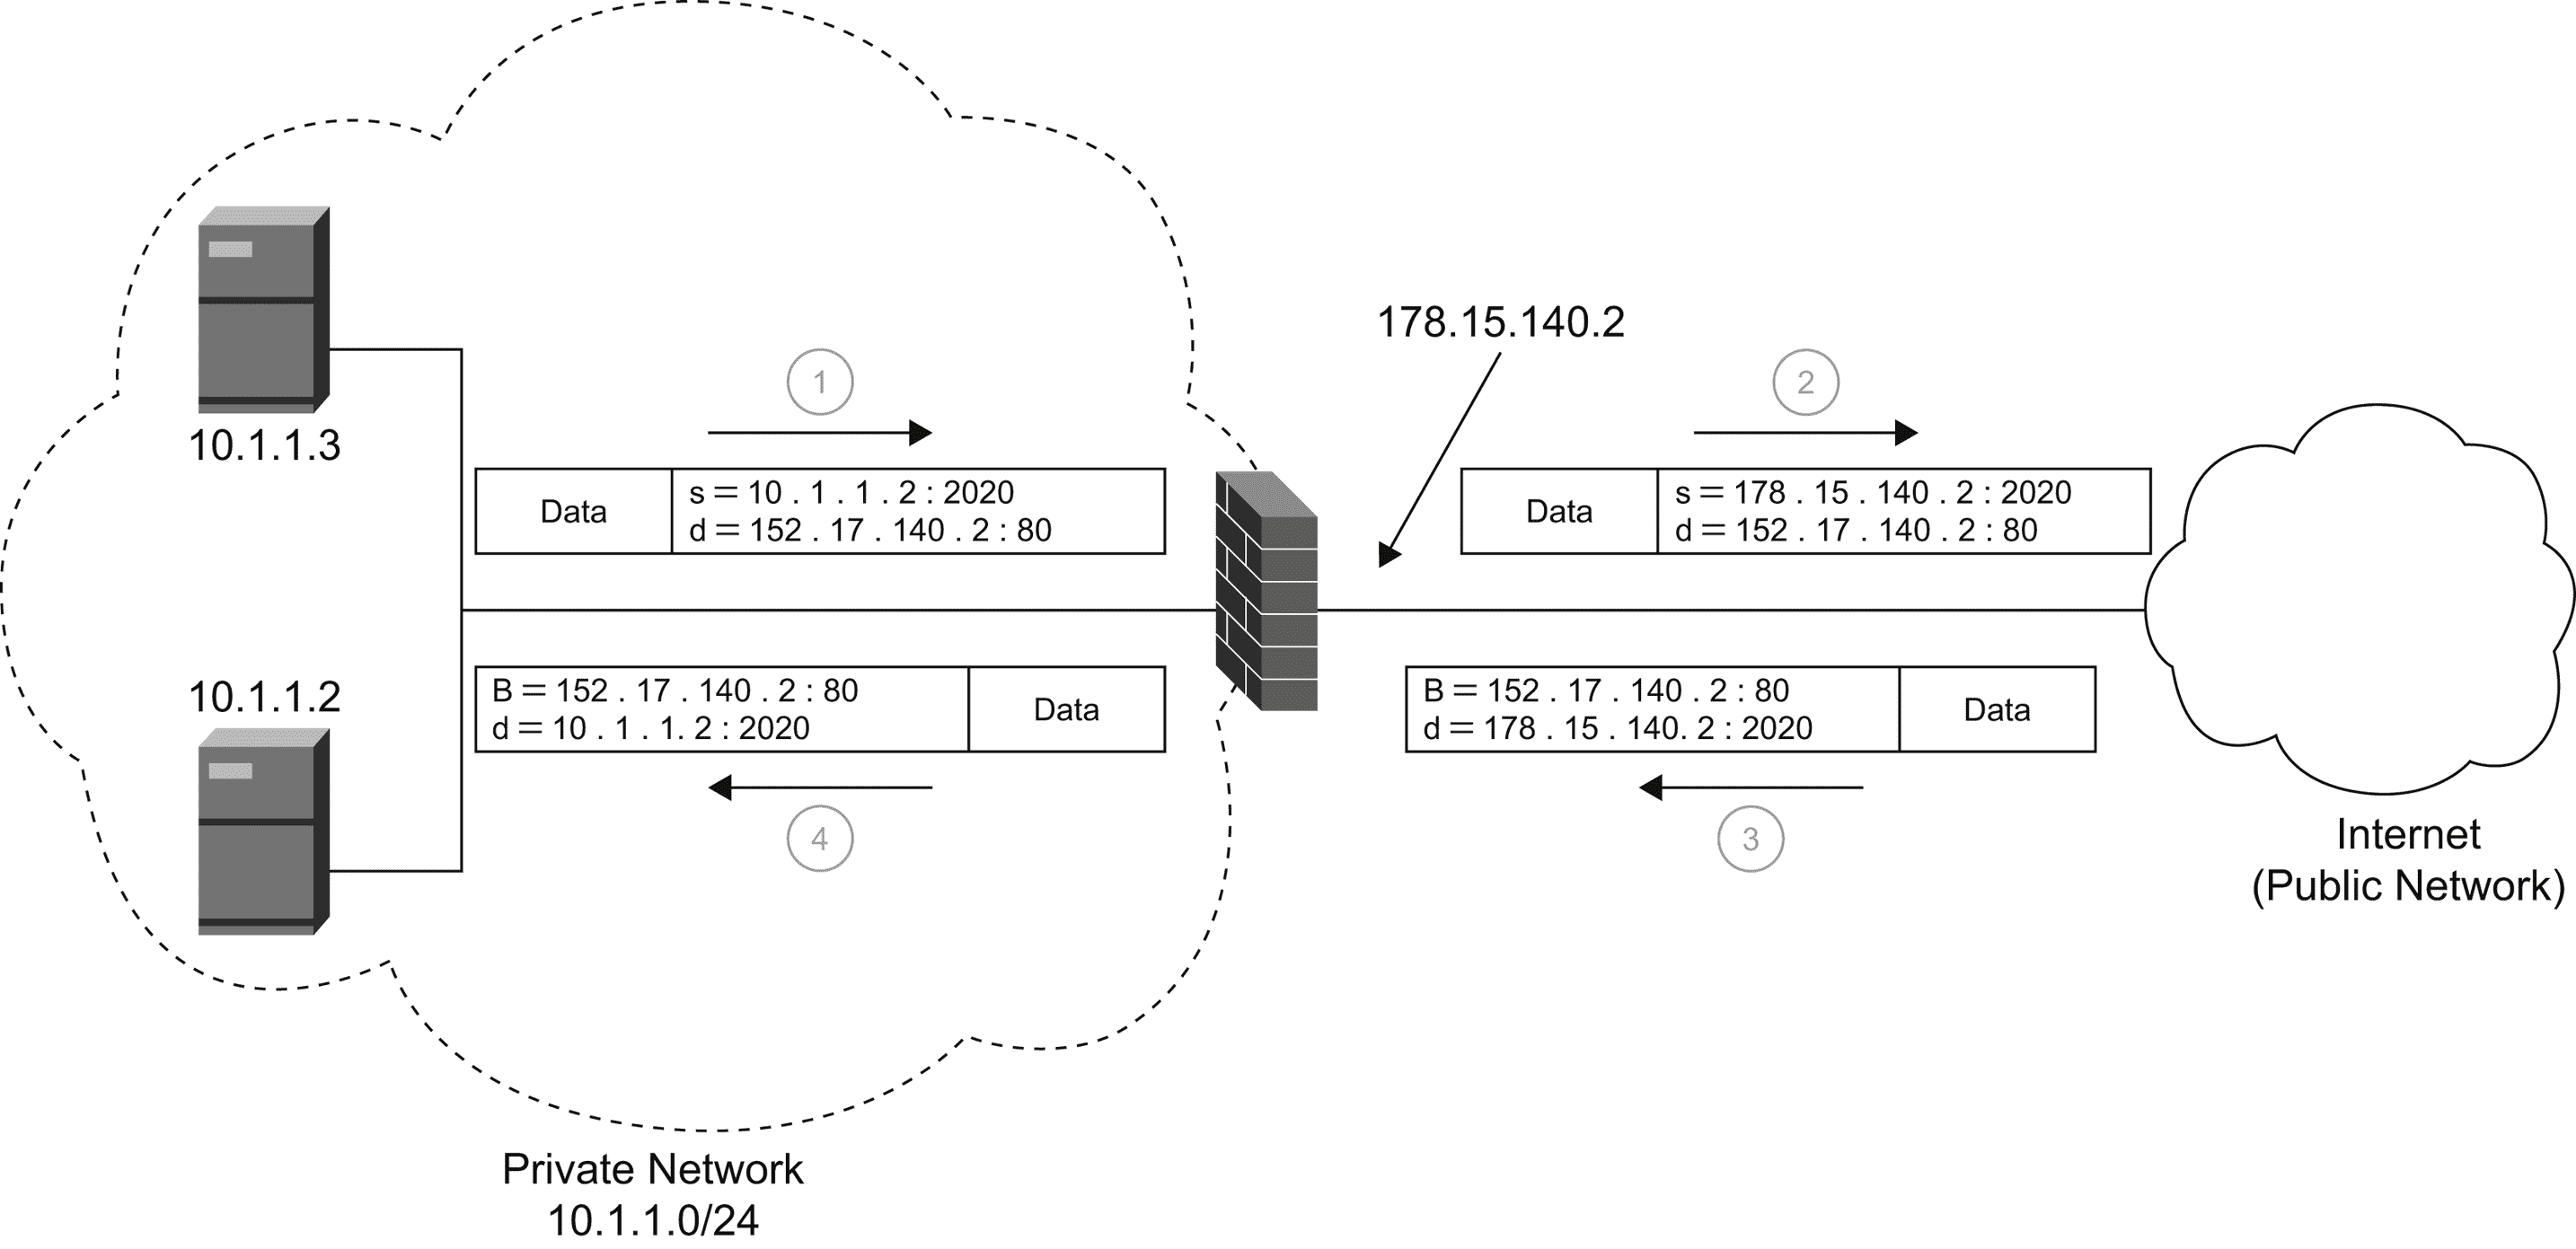 178.15.140.2
1
2
10.1.1.3
Data
s = 10 . 1 . 1 . 2 : 2020
d = 152 . 17 . 140 . 2 : 80
Data
s = 178 . 15 . 140 . 2 : 2020
d = 152 . 17 . 140 . 2 : 80
10.1.1.2
B = 152 . 17 . 140 . 2 : 80
d = 10 . 1 . 1. 2 : 2020
Data
B = 152 . 17 . 140 . 2 : 80
d = 178 . 15 . 140. 2 : 2020
Data
4
3
Internet
(Public Network)
Private Network
10.1.1.0/24